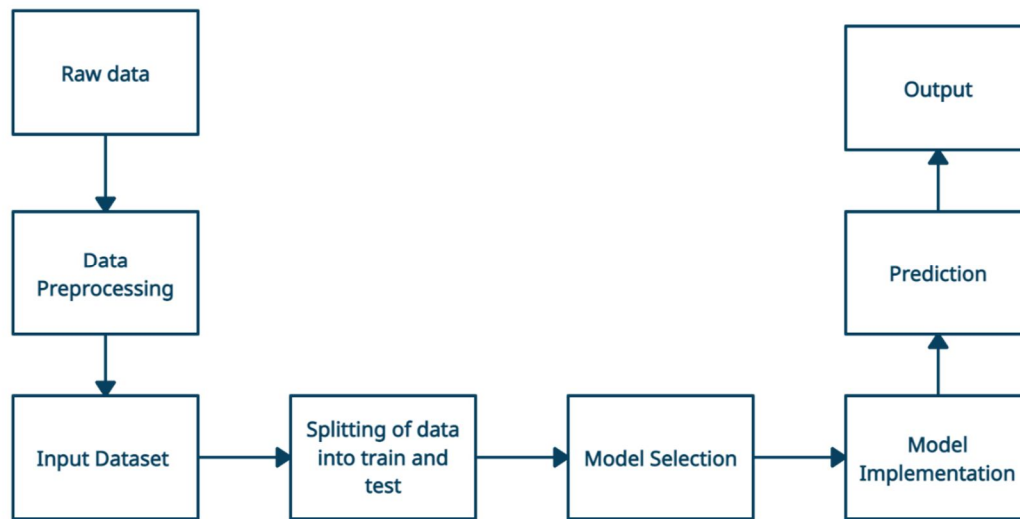 Raw data
Data
Preprocessing
Input Dataset
Splitting of data
into train and
test
Model Selection
Model
Implementation
Prediction
Output